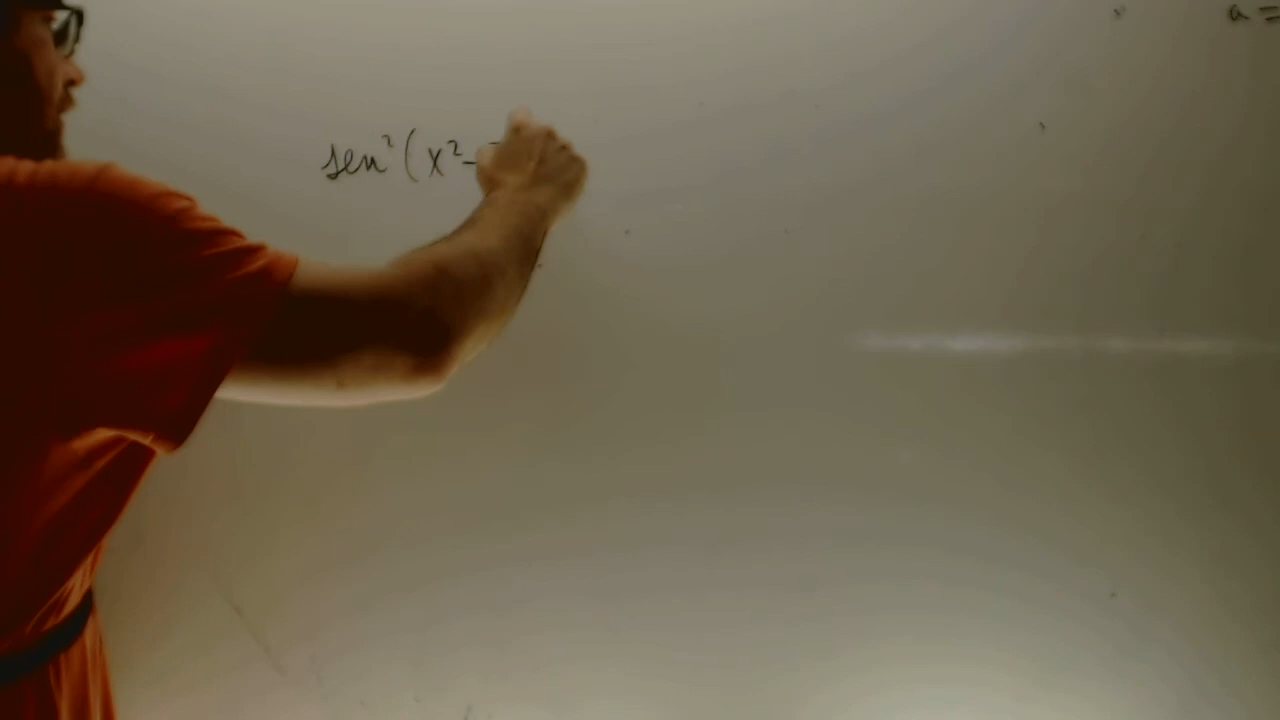 a =
sen²(x²-